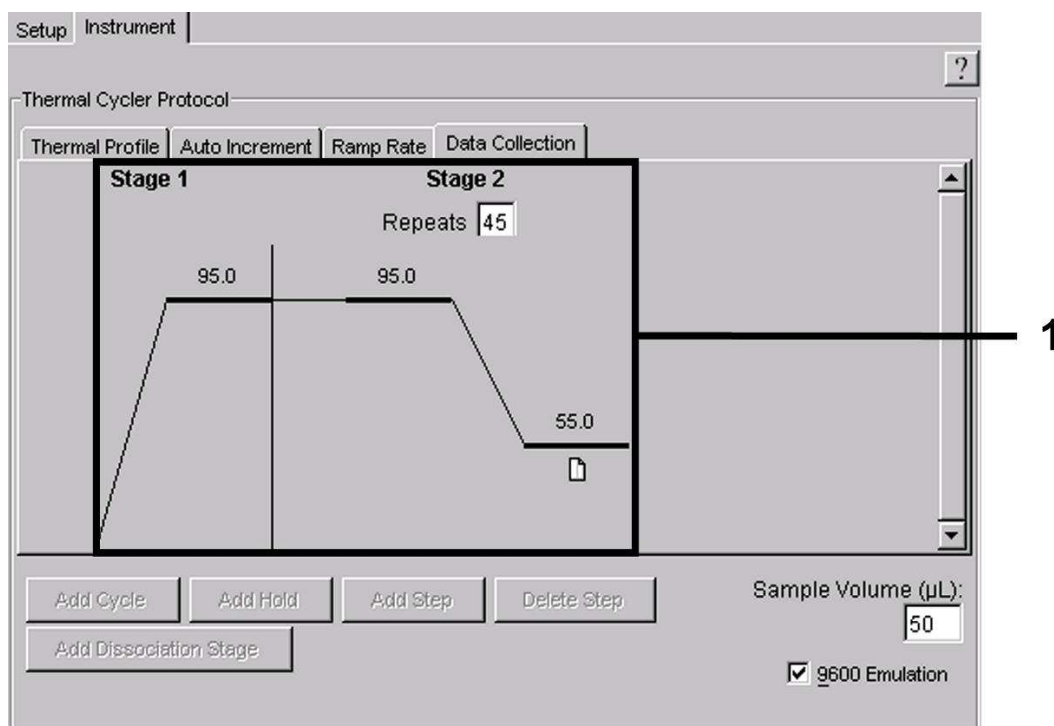 Setup Instrument
?
Thermal Cycler Protocol
Thermal Profile Auto Increment Ramp Rate Data Collection
Stage 1 Stage 2
Repeats 45
95.0 95.0
1
55.0
Add Cycle Add Hold Add Step Delete Step
Sample Volume (µL):
50
Add Dissociation Stage
9600 Emulation